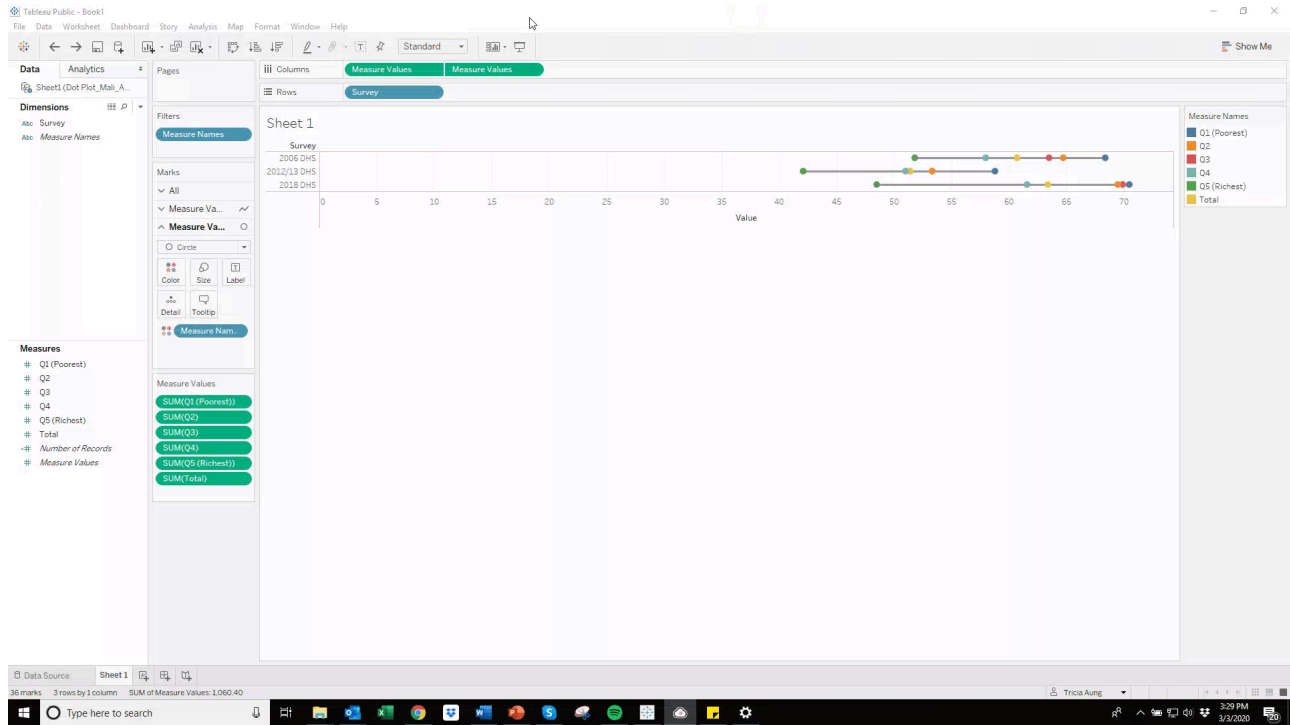 Tableau Public - Book1
File Data Worksheet Dashboard Story Analysis Map Format Window Help
Standard
Show Me
Data Analytics
Pages
Columns Measure Values Measure Values
Sheet1 (Dot Plot_Mali_A...
Rows Survey
Dimensions
Abc Survey
Abc Measure Names
Filters
Measure Names
Marks
All
Measure Va...
Measure Va...
Circle
Color Size Label
Detail Tooltip
Measure Nam..
Measures
Q1 (Poorest)
Q2
Q3
Q4
Q5 (Richest)
Total
Number of Records
Measure Values
Measure Values
SUM(Q1 (Poorest))
SUM(Q2)
SUM(Q3)
SUM(Q4)
SUM(Q5 (Richest))
SUM(Total)
Sheet 1
Survey
2006 DHS
2012/13 DHS
2018 DHS
0 5 10 15 20 25 30 35 40 45 50 55 60 65 70
Value
Measure Names
Q1 (Poorest)
Q2
Q3
Q4
Q5 (Richest)
Total
Data Source Sheet 1
36 marks 3 rows by 1 column SUM of Measure Values: 1,060.40
Tricia Aung
Type here to search
3:29 PM
3/3/2020
20